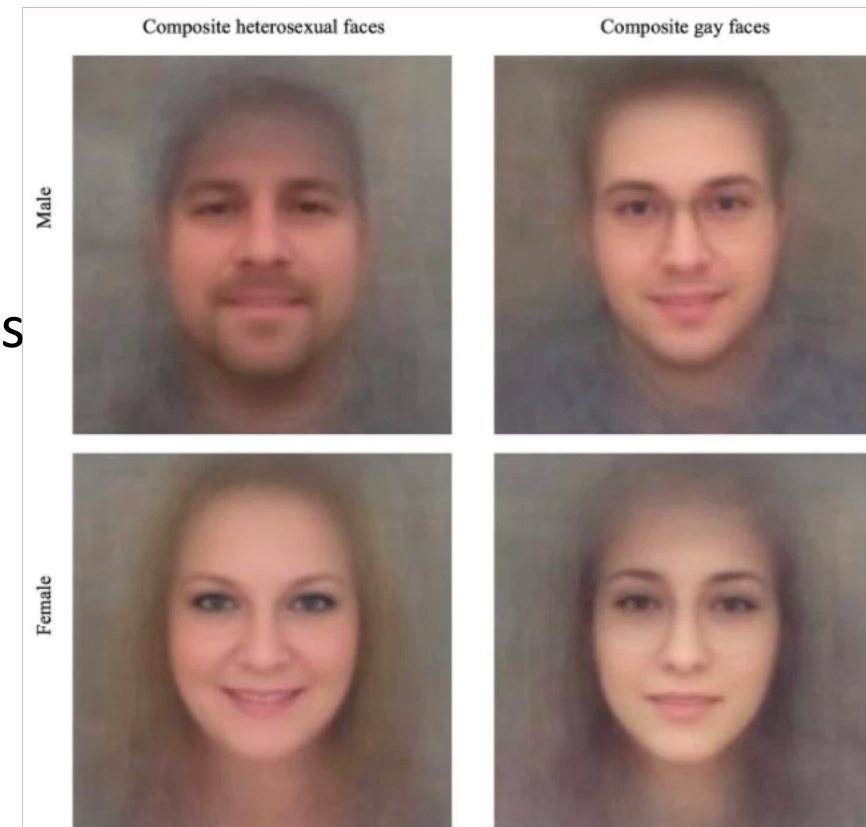 Composite heterosexual faces
Composite gay faces
Male
s
Female